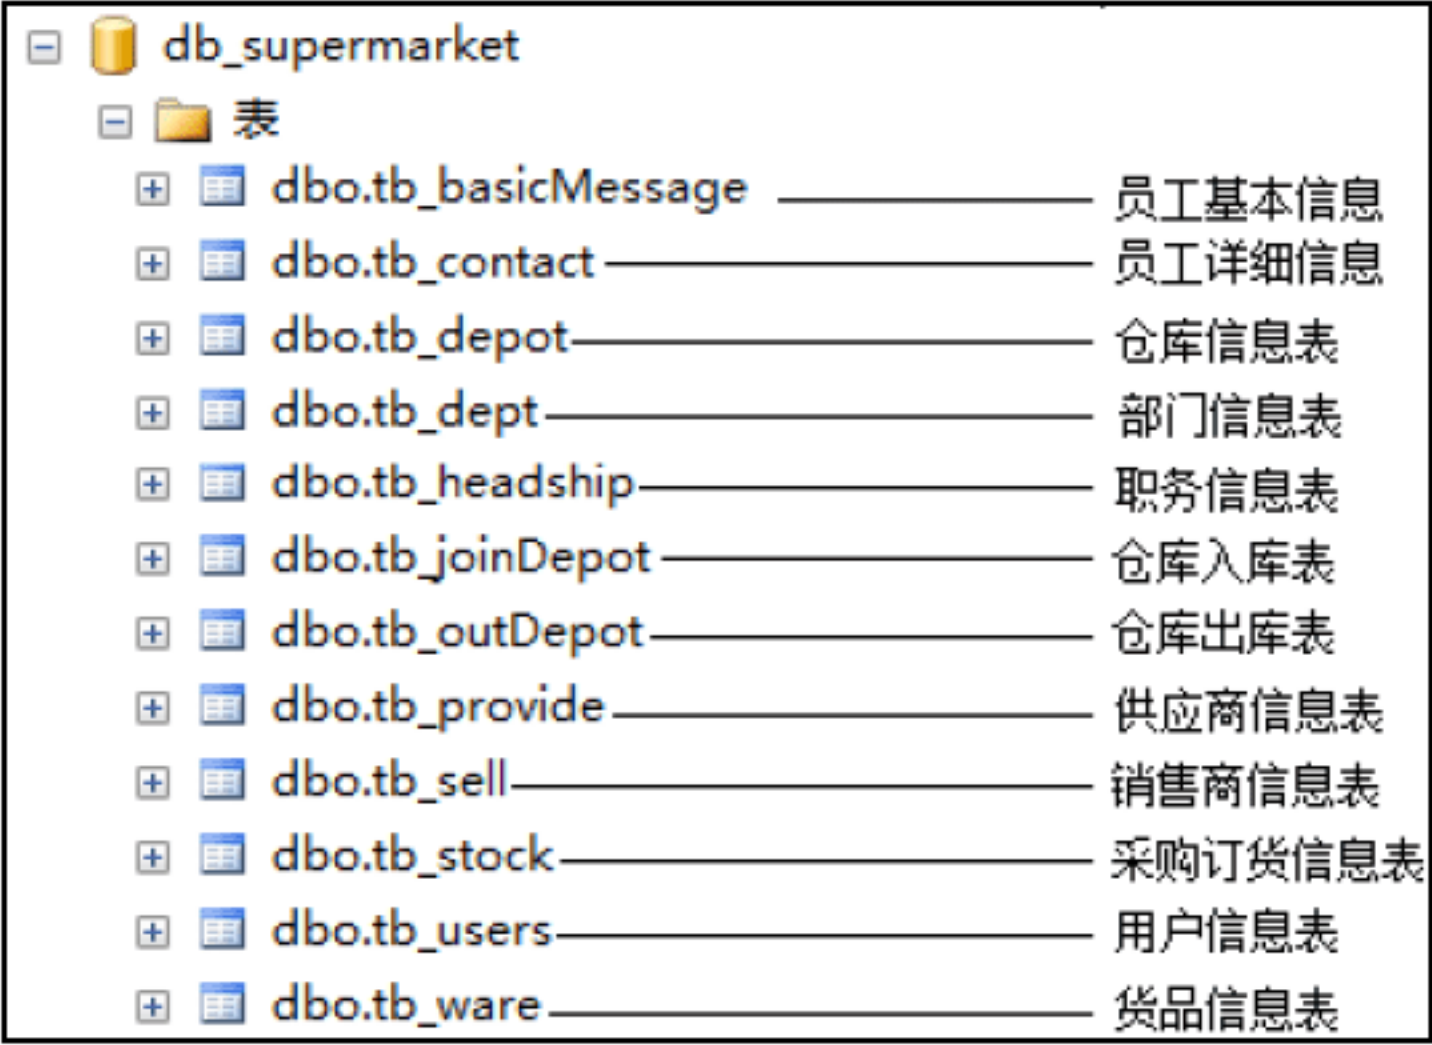 db_supermarket
表
dbo.tb_basicMessage 员工基本信息
dbo.tb_contact 员工详细信息
dbo.tb_depot 仓库信息表
dbo.tb_dept 部门信息表
dbo.tb_headship 职务信息表
dbo.tb_joinDepot 仓库入库表
dbo.tb_outDepot 仓库出库表
dbo.tb_provide 供应商信息表
dbo.tb_sell 销售商信息表
dbo.tb_stock 采购订货信息表
dbo.tb_users 用户信息表
dbo.tb_ware 货品信息表